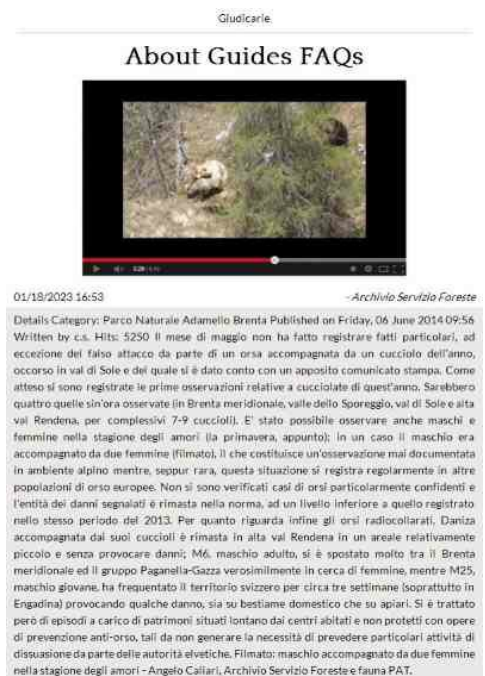 Giudicarie
About Guides FAQs
01/18/2023 16:53
- Archivio Servizio Foreste
Details Category: Parco Naturale Adamello Brenta Published on Friday, 06 June 2014 09:56
Written by c.s. Hits: 5250 Il mese di maggio non ha fatto registrare fatti particolari, ad
eccezione del falso attacco da parte di un orsa accompagnata da un cucciolo dell'anno,
occorso in val di Sole e del quale si è dato conto con un apposito comunicato stampa. Come
atteso si sono registrate le prime osservazioni relative a cucciolate di quest'anno. Sarebbero
quattro quelle sin'ora osservate (in Brenta meridionale, valle dello Sporeggio, val di Sole e alta
val Rendena, per complessivi 7-9 cuccioli). E' stato possibile osservare anche maschi e
femmine nella stagione degli amori (la primavera, appunto); in un caso il maschio era
accompagnato da due femmine (filmato), il che costituisce un'osservazione mai documentata
in ambiente alpino mentre, seppur rara, questa situazione si registra regolarmente in altre
popolazioni di orso europee. Non si sono verificati casi di orsi particolarmente confidenti e
l'entità dei danni segnalati è rimasta nella norma, ad un livello inferiore a quello registrato
nello stesso periodo del 2013. Per quanto riguarda infine gli orsi radiocollarati, Daniza
accompagnata dai suoi cuccioli è rimasta in alta val Rendena in un areale relativamente
piccolo e senza provocare danni; M6, maschio adulto, si è spostato molto tra il Brenta
meridionale ed il gruppo Paganella-Gazza verosimilmente in cerca di femmine, mentre M25,
maschio giovane, ha frequentato il territorio svizzero per circa tre settimane (soprattutto in
Engadina) provocando qualche danno, sia su bestiame domestico che su apiari. Si è trattato
però di episodi a carico di patrimoni situati lontano dai centri abitati e non protetti con opere
di prevenzione anti-orso, tali da non generare la necessità di prevedere particolari attività di
dissuasione da parte delle autorità elvetiche. Filmato: maschio accompagnato da due femmine
nella stagione degli amori - Angelo Caliari, Archivio Servizio Foreste e fauna PAT.